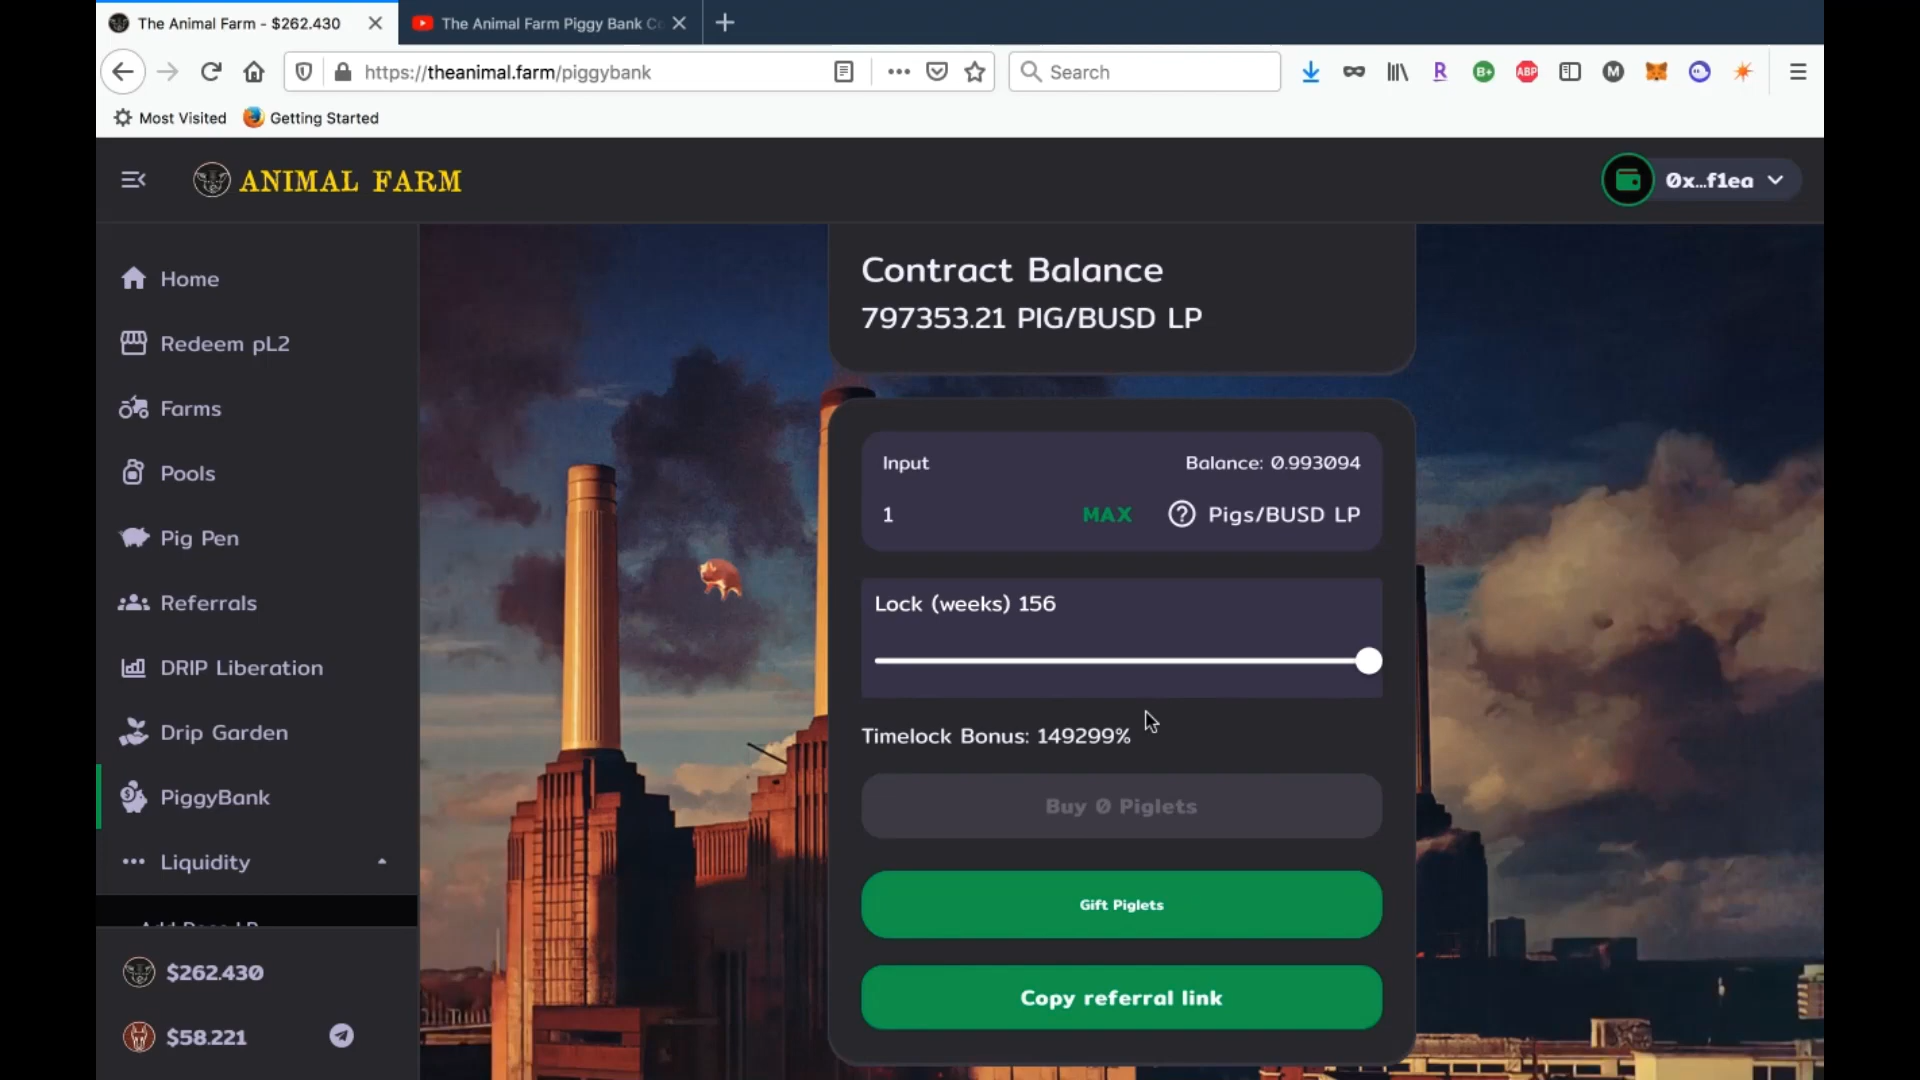 The Animal Farm - $262.430
The Animal Farm Piggy Bank C
https://theanimal.farm/piggybank
Search
R
B+
ABP
M
Most Visited
Getting Started
ANIMAL FARM
0x...f1ea
Home
Redeem pL2
Farms
Pools
Pig Pen
Referrals
DRIP Liberation
Drip Garden
PiggyBank
Liquidity
$262.430
$58.221
Contract Balance
797353.21 PIG/BUSD LP
Input
Balance: 0.993094
1
MAX
Pigs/BUSD LP
Lock (weeks) 156
Timelock Bonus: 149299%
Buy 0 Piglets
Gift Piglets
Copy referral link